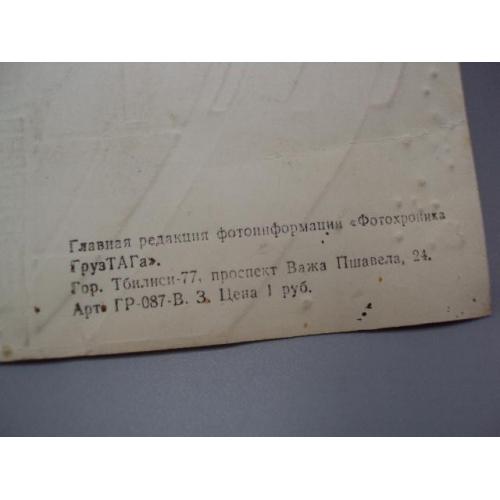 Главная редакция фотоинформации «Фотохроника
ГрузТАГа».
Гор. Тбилиси-77, проспект Важа Пшавела, 24.
Арт. ГР-087-В. З. Цена 1 руб.